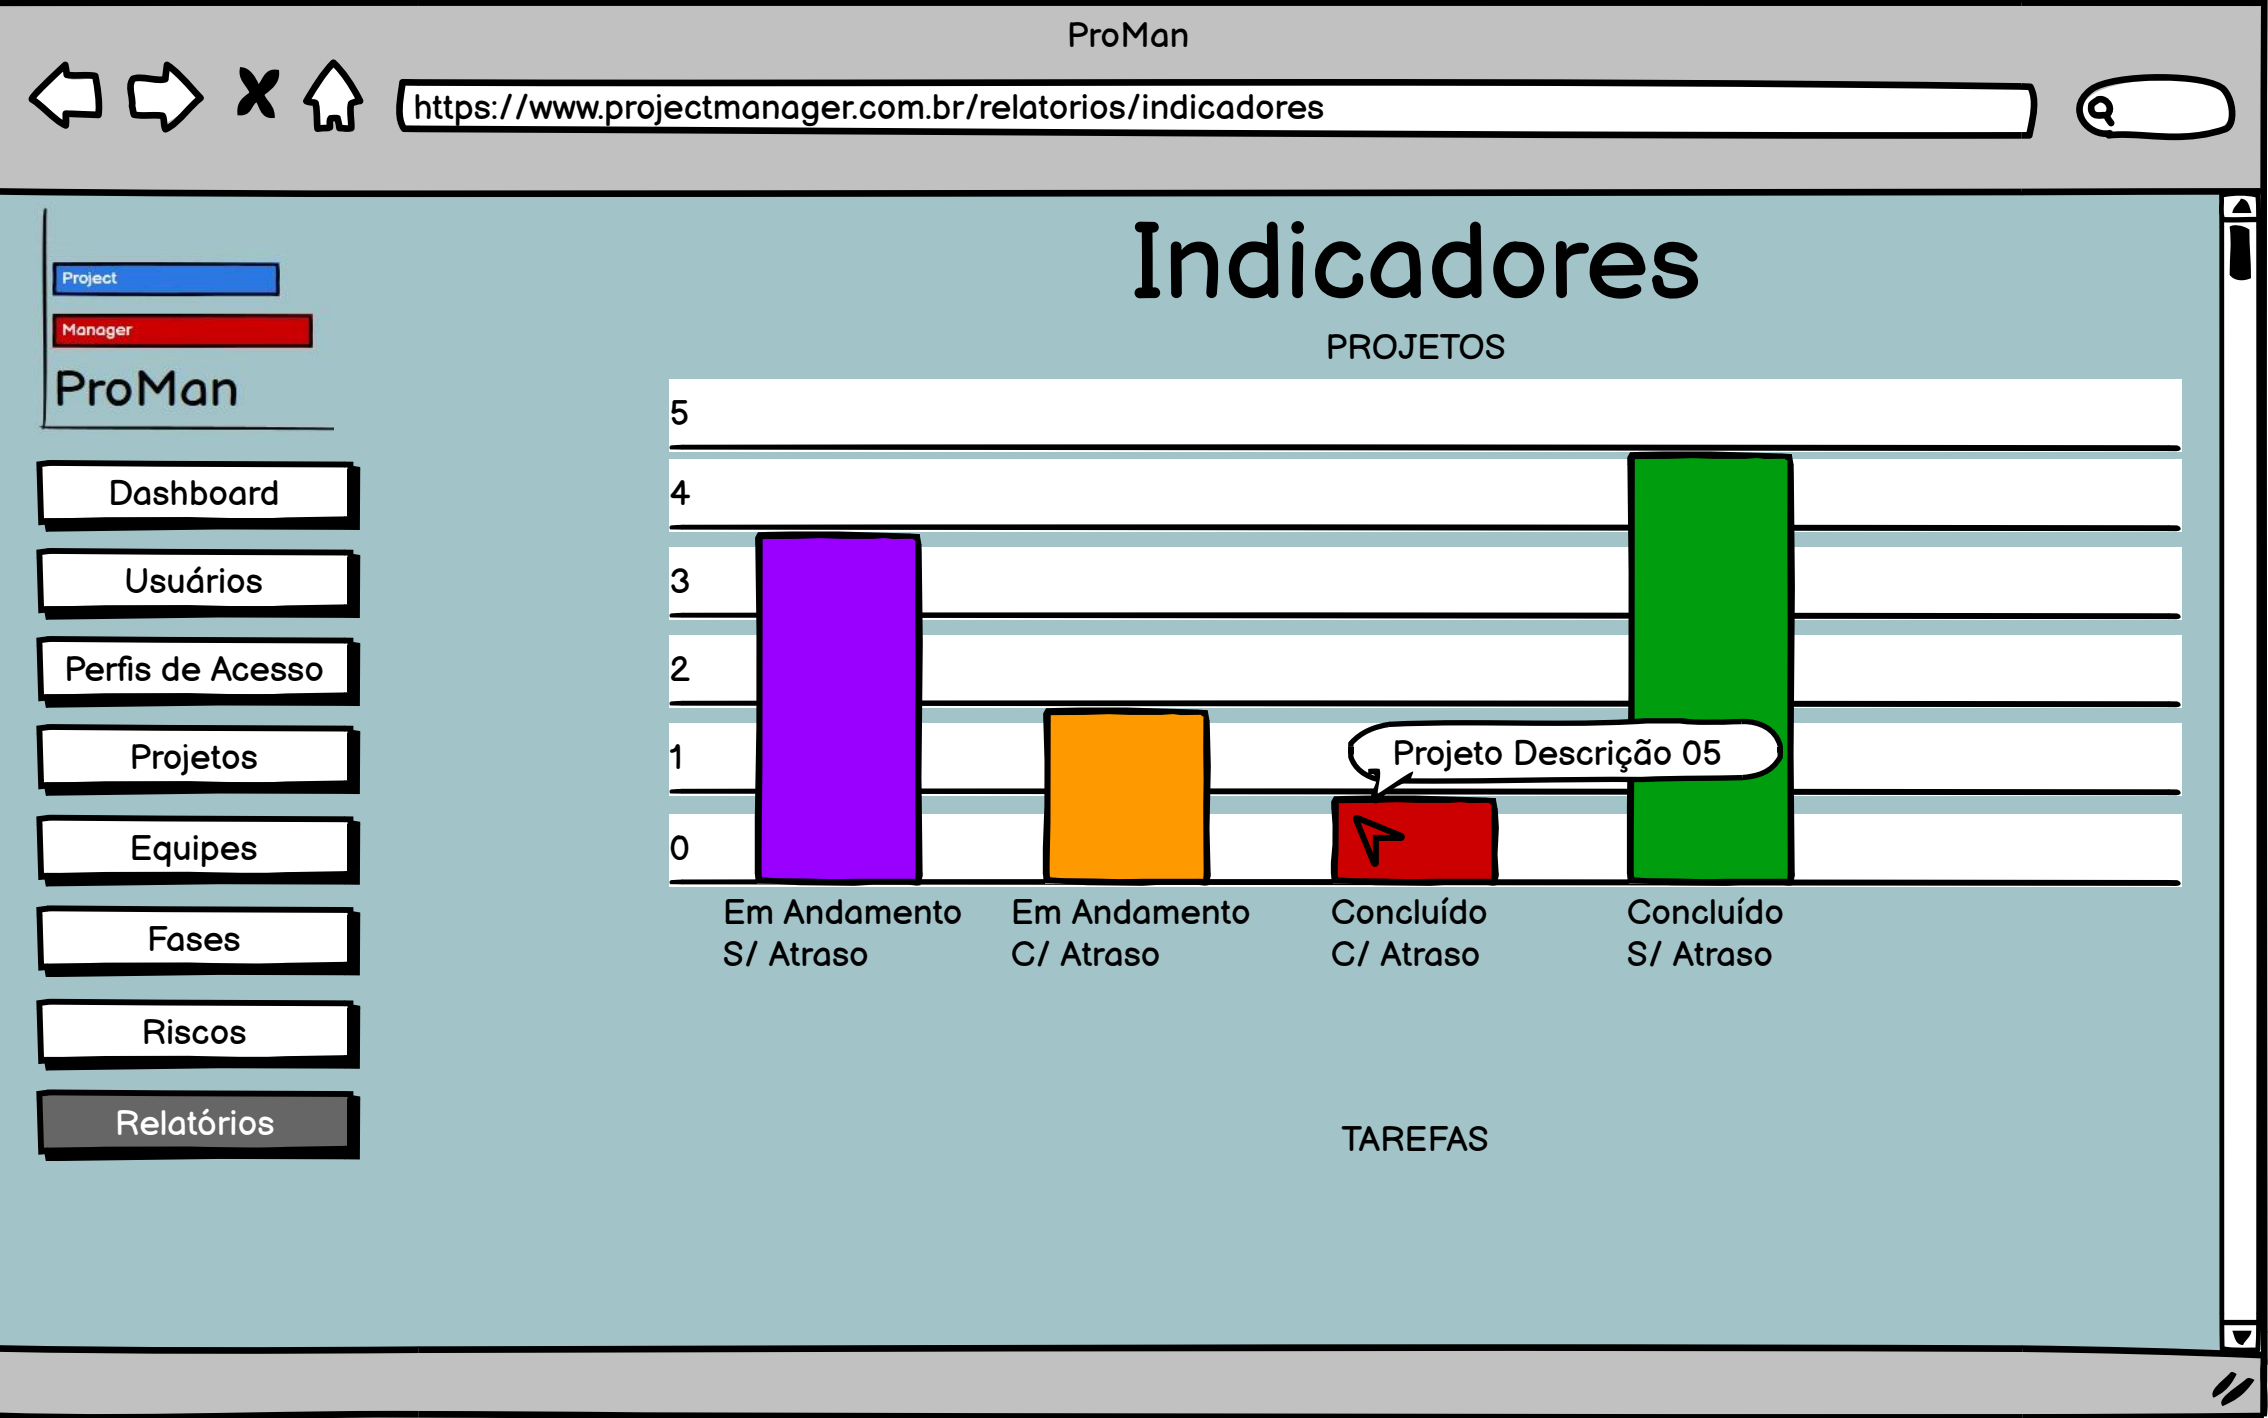 ProMan
https://www.projectmanager.com.br/relatorios/indicadores
Project
Manager
ProMan
Dashboard
Usuários
Perfis de Acesso
Projetos
Equipes
Fases
Riscos
Relatórios
Indicadores
PROJETOS
5
4
3
2
1
0
Projeto Descrição 05
Em Andamento
S/ Atraso
Em Andamento
C/ Atraso
Concluído
C/ Atraso
Concluído
S/ Atraso
TAREFAS